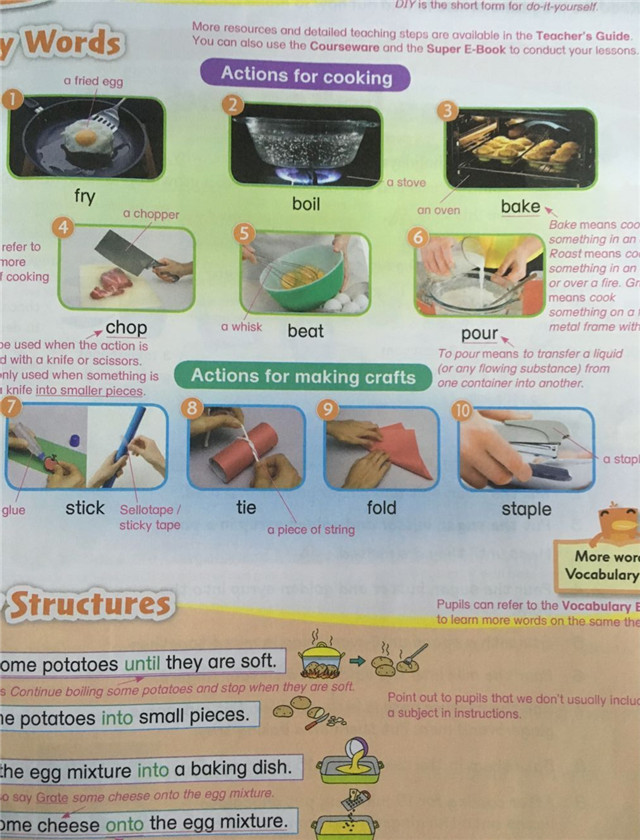 DIY is the short form for do-it-yourself.
y Words
More resources and detailed teaching steps are available in the Teacher's Guide.
You can also use the Courseware and the Super E-Book to conduct your lessons.
Actions for cooking
a fried egg
1
2
3
fry
boil
a stove
an oven
bake
a chopper
4
5
6
refer to
more
f cooking
Bake means coo
something in an
Roast means co
something in an
or over a fire. Gr
means cook
something on a
metal frame with
chop
a whisk
beat
pour
be used when the action is
d with a knife or scissors.
only used when something is
knife into smaller pieces.
To pour means to transfer a liquid
(or any flowing substance) from
one container into another.
Actions for making crafts
7
8
9
10
a stapl
glue
stick
Sellotape /
sticky tape
tie
a piece of string
fold
staple
More wor
Vocabulary
Structures
Pupils can refer to the Vocabulary E
to learn more words on the same the
ome potatoes until they are soft.
s Continue boiling some potatoes and stop when they are soft.
Point out to pupils that we don't usually includ
a subject in instructions.
he potatoes into small pieces.
the egg mixture into a baking dish.
so say Grate some cheese onto the egg mixture.
ome cheese onto the egg mixture.